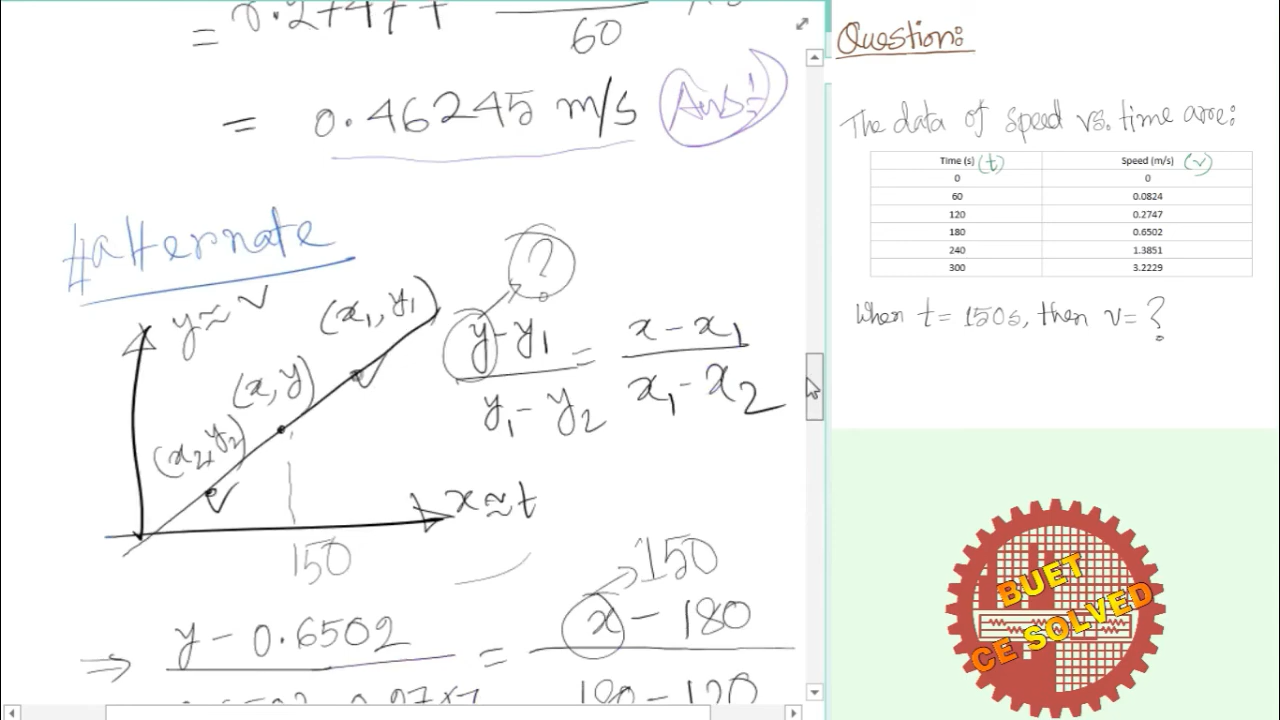 = 60
= 0.46245 m/s Ans:
#alternate
?
y ≈ v
(x1, y1)
(x, y)
(x2, y2)
x ≈ t
150
y - y1 / y1 - y2 = x - x1 / x1 - x2
150
⇒ y - 0.6502 = x - 180
180 - 120
Question:
The data of speed vs. time are:
Time (s) (t) Speed (m/s) (v)
0 0
60 0.0824
120 0.2747
180 0.6502
240 1.3851
300 3.2229
When t = 150s, then v = ?
BUET
CE SOLVED